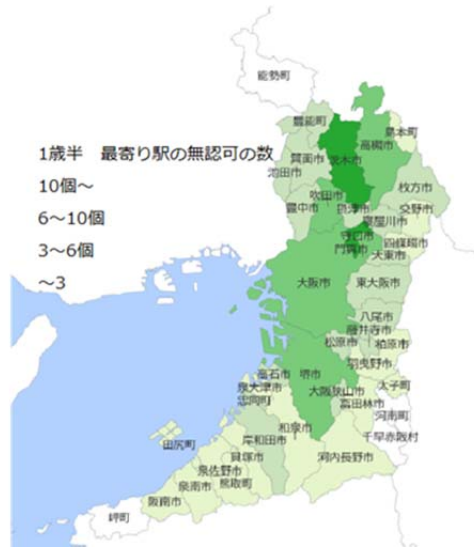 能勢町
1歳半　最寄り駅の無認可の数
10個～
6～10個
3～6個
～3
豊能町
島本町
高槻市
茨木市
箕面市
池田市
吹田市
摂津市
枚方市
豊中市
寝屋川市
交野市
守口市
門真市
四條畷市
大東市
大阪市
東大阪市
八尾市
藤井寺市
松原市
柏原市
羽曳野市
高石市
堺市
太子町
泉大津市
大阪狭山市
忠岡町
富田林市
河南町
和泉市
千早赤阪村
田尻町
岸和田市
貝塚市
河内長野市
泉佐野市
泉南市
熊取町
阪南市
岬町